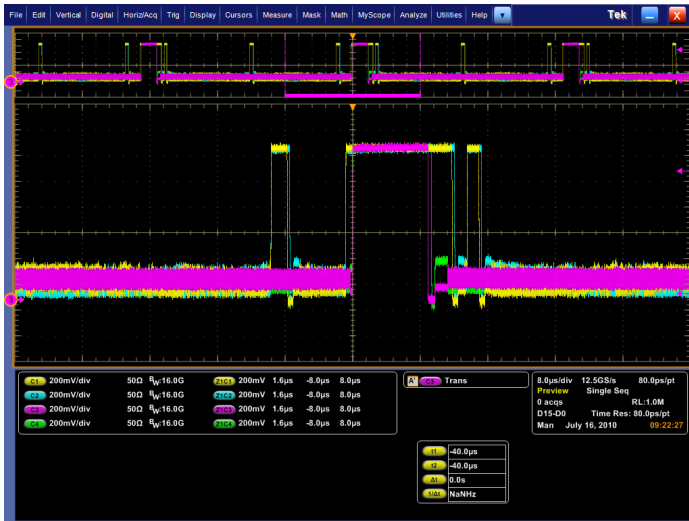 File Edit Vertical Digital Horiz/Acq Trig Display Cursors Measure Mask Math MyScope Analyze Utilities Help Tek X
3
3
C1 200mV/div 50Ω BW:16.0G Z1C1 200mV 1.6µs -8.0µs 8.0µs
C2 200mV/div 50Ω BW:16.0G Z1C2 200mV 1.6µs -8.0µs 8.0µs
C3 200mV/div 50Ω BW:16.0G Z1C3 200mV 1.6µs -8.0µs 8.0µs
C4 200mV/div 50Ω BW:16.0G Z1C4 200mV 1.6µs -8.0µs 8.0µs
A' C3 Trans
8.0µs/div 12.5GS/s 80.0ps/pt
Preview Single Seq
0 acqs RL:1.0M
D15-D0 Time Res: 80.0ps/pt
Man July 16, 2010 09:22:27
t1 -40.0µs
t2 -40.0µs
Δt 0.0s
1/Δt NaNHz